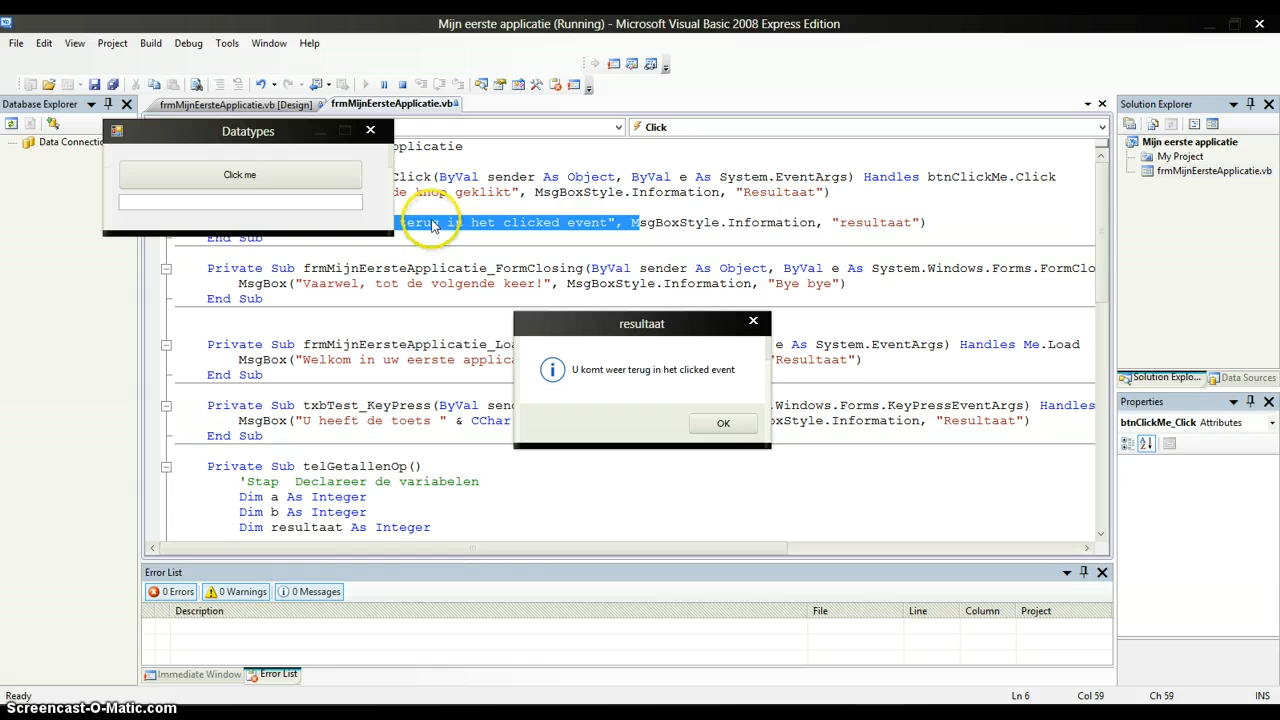 Mijn eerste applicatie (Running) - Microsoft Visual Basic 2008 Express Edition
File Edit View Project Build Debug Tools Window Help
Database Explorer
frmMijnEersteApplicatie.vb [Design] frmMijnEersteApplicatie.vb
Solution Explorer
Data Connection
Datatypes
Click me
Click
pplicatie
Click(ByVal sender As Object, ByVal e As System.EventArgs) Handles btnClickMe.Click
de knop geklikt", MsgBoxStyle.Information, "Resultaat")
terug in het clicked event", MsgBoxStyle.Information, "resultaat")
End Sub
Private Sub frmMijnEersteApplicatie_FormClosing(ByVal sender As Object, ByVal e As System.Windows.Forms.FormClo
MsgBox("Vaarwel, tot de volgende keer!", MsgBoxStyle.Information, "Bye bye")
End Sub
Private Sub frmMijnEersteApplicatie_Loa
e As System.EventArgs) Handles Me.Load
MsgBox("Welkom in uw eerste applic
"Resultaat")
End Sub
Private Sub txbTest_KeyPress(ByVal send
Windows.Forms.KeyPressEventArgs) Handles
MsgBox("U heeft de toets " & CChar
xStyle.Information, "Resultaat")
End Sub
Private Sub telGetallenOp()
'Stap Declareer de variabelen
Dim a As Integer
Dim b As Integer
Dim resultaat As Integer
resultaat
U komt weer terug in het clicked event
OK
Mijn eerste applicatie
My Project
frmMijnEersteApplicatie.vb
Solution Explo... Data Sources
Properties
btnClickMe_Click Attributes
Error List
0 Errors 0 Warnings 0 Messages
Description File Line Column Project
Immediate Window Error List
Ready Ln 6 Col 59 Ch 59 INS
Screencast-O-Matic.com